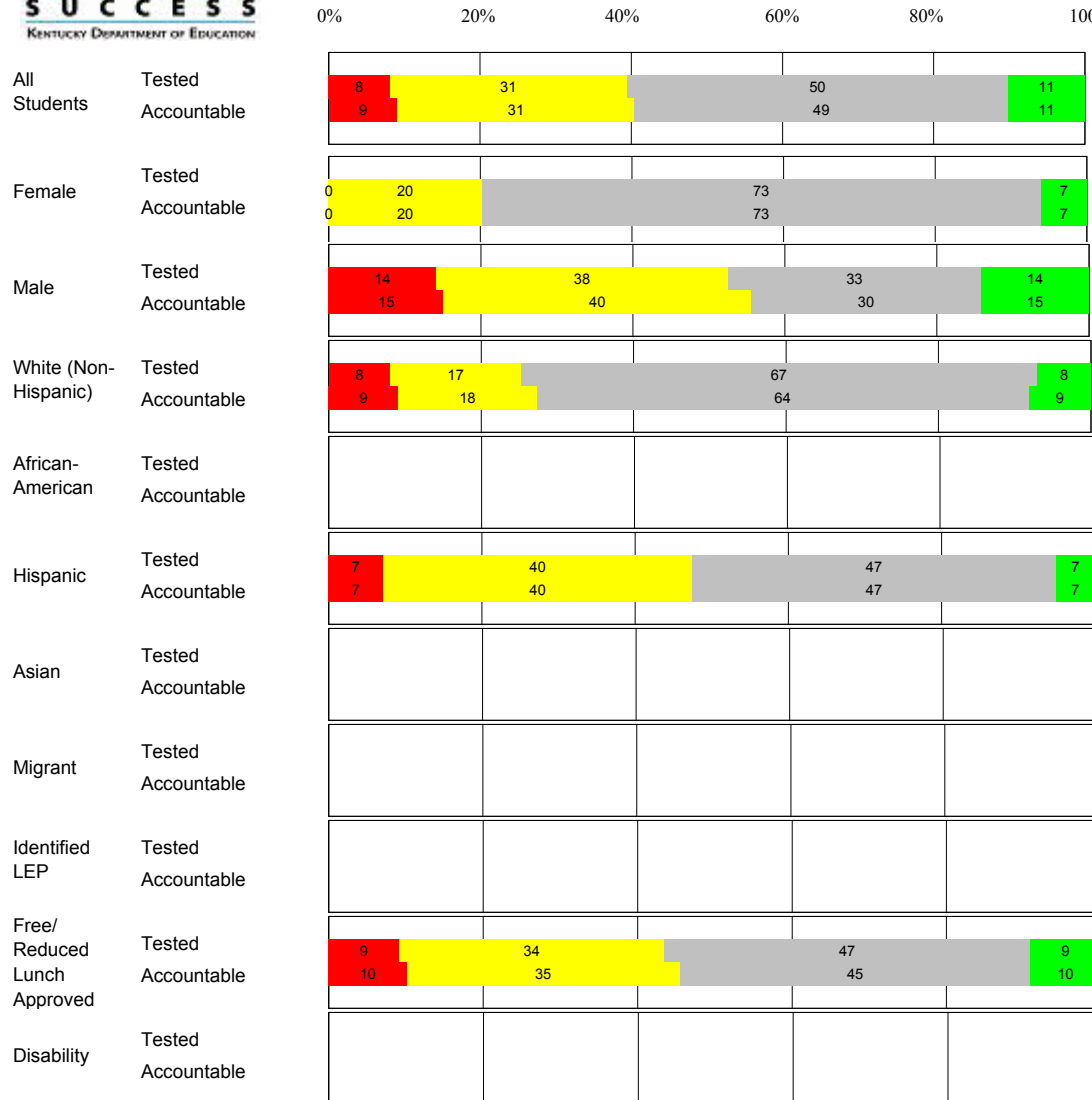 SUCCESS
KENTUCKY DEPARTMENT OF EDUCATION
0% 20% 40% 60% 80% 100
All Students
Tested 8 31 50 11
Accountable 9 31 49 11
Female
Tested 0 20 73 7
Accountable 0 20 73 7
Male
Tested 14 38 33 14
Accountable 15 40 30 15
White (Non-
Hispanic)
Tested 8 17 67 8
Accountable 9 18 64 9
African-
American
Tested
Accountable
Hispanic
Tested 7 40 47 7
Accountable 7 40 47 7
Asian
Tested
Accountable
Migrant
Tested
Accountable
Identified
LEP
Tested
Accountable
Free/
Reduced
Lunch
Approved
Tested 9 34 47 9
Accountable 10 35 45 10
Disability
Tested
Accountable